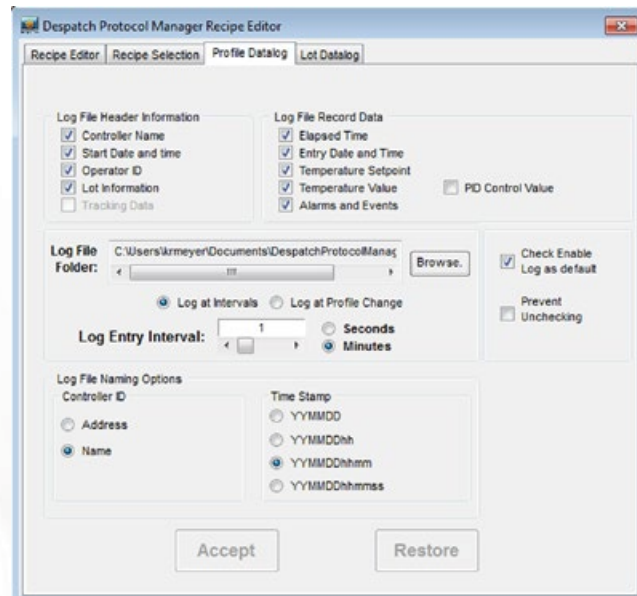 Despatch Protocol Manager Recipe Editor
Recipe Editor Recipe Selection Profile Datalog Lot Datalog
Log File Header Information
Controller Name
Start Date and time
Operator ID
Lot Information
Tracking Data
Log File Record Data
Elapsed Time
Entry Date and Time
Temperature Setpoint
Temperature Value
PID Control Value
Alarms and Events
Log File
Folder:
C:\Users\krmeyer\Documents\DespatchProtocolManag
Browse.
Check Enable
Log as default
Prevent
Unchecking
Log at Intervals Log at Profile Change
Log Entry Interval:
1
Seconds
Minutes
Log File Naming Options
Controller ID
Address
Name
Time Stamp
YYMMDD
YYMMDDhh
YYMMDDhhmm
YYMMDDhhmmss
Accept Restore